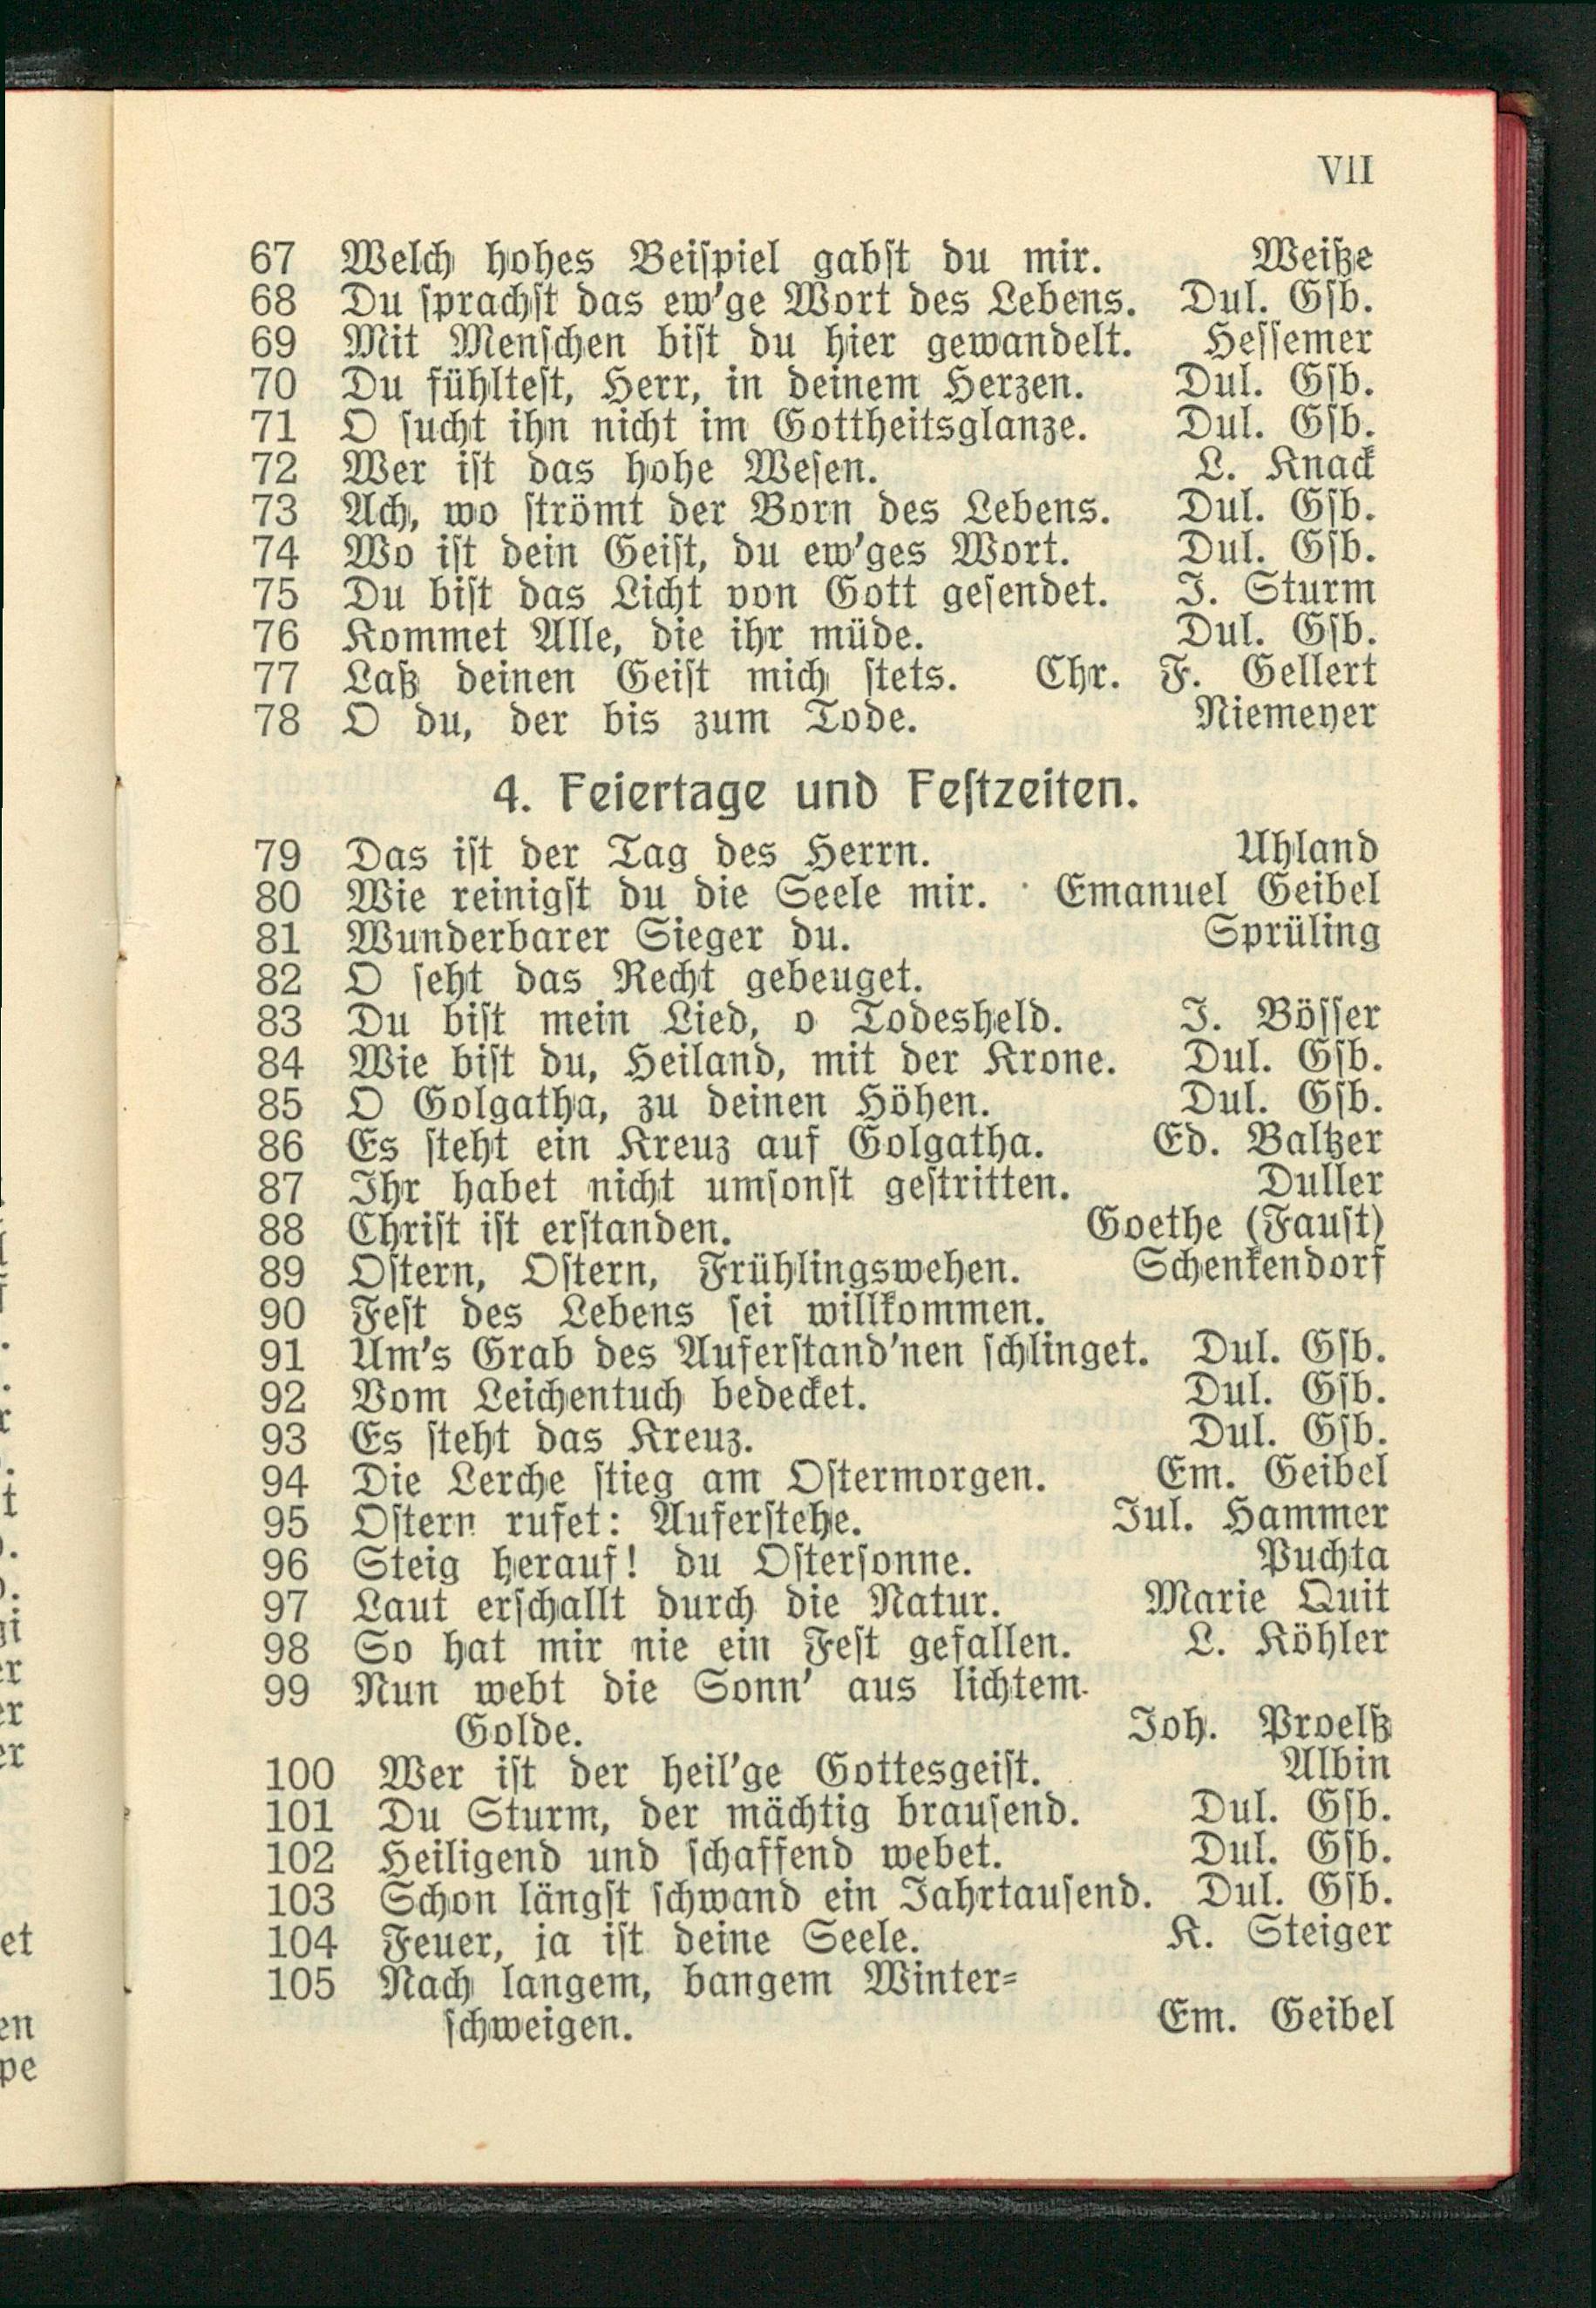 VII
67 Welch hohes Beiſpiel gabſt du mir. Weiße
68 Du ſprachſt das ew'ge Wort des Lebens. Dul. Gſb.
69 Mit Menſchen biſt du hier gewandelt. Heſſemer
70 Du fühlteſt, Herr, in deinem Herzen. Dul. Gſb.
71 O ſucht ihn nicht im Gottheitsglanze. Dul. Gſb.
72 Wer iſt das hohe Weſen. L. Knack
73 Ach, wo ſtrömt der Born des Lebens. Dul. Gſb.
74 Wo iſt dein Geiſt, du ew'ges Wort. Dul. Gſb.
75 Du biſt das Licht von Gott geſendet. J. Sturm
76 Kommet Alle, die ihr müde. Dul. Gſb.
77 Laß deinen Geiſt mich ſtets. Chr. F. Gellert
78 O du, der bis zum Tode. Niemeyer
4. Feiertage und Feſtzeiten.
79 Das iſt der Tag des Herrn. Uhland
80 Wie reinigſt du die Seele mir. Emanuel Geibel
81 Wunderbarer Sieger du. Sprüling
82 O ſeht das Recht gebeuget.
83 Du biſt mein Lied, o Todesheld. J. Böſſer
84 Wie biſt du, Heiland, mit der Krone. Dul. Gſb.
85 O Golgatha, zu deinen Höhen. Dul. Gſb.
86 Es ſteht ein Kreuz auf Golgatha. Ed. Baltzer
87 Ihr habet nicht umſonſt geſtritten. Duller
88 Chriſt iſt erſtanden. Goethe (Fauſt)
89 Oſtern, Oſtern, Frühlingswehen. Schenkendorf
90 Feſt des Lebens ſei willkommen.
91 Um's Grab des Auferſtand'nen ſchlinget. Dul. Gſb.
92 Vom Leichentuch bedecket. Dul. Gſb.
93 Es ſteht das Kreuz. Dul. Gſb.
94 Die Lerche ſtieg am Oſtermorgen. Em. Geibel
95 Oſtern rufet: Auferſtehe. Jul. Hammer
96 Steig herauf! du Oſterſonne. Puchta
97 Laut erſchallt durch die Natur. Marie Quit
98 So hat mir nie ein Feſt gefallen. L. Köhler
99 Nun webt die Sonn' aus lichtem
Golde. Joh. Proelß
100 Wer iſt der heil'ge Gottesgeiſt. Albin
101 Du Sturm, der mächtig brauſend. Dul. Gſb.
102 Heiligend und ſchaffend webet. Dul. Gſb.
103 Schon längſt ſchwand ein Jahrtauſend. Dul. Gſb.
104 Feuer, ja iſt deine Seele. K. Steiger
105 Nach langem, bangem Winter⸗
ſchweigen. Em. Geibel